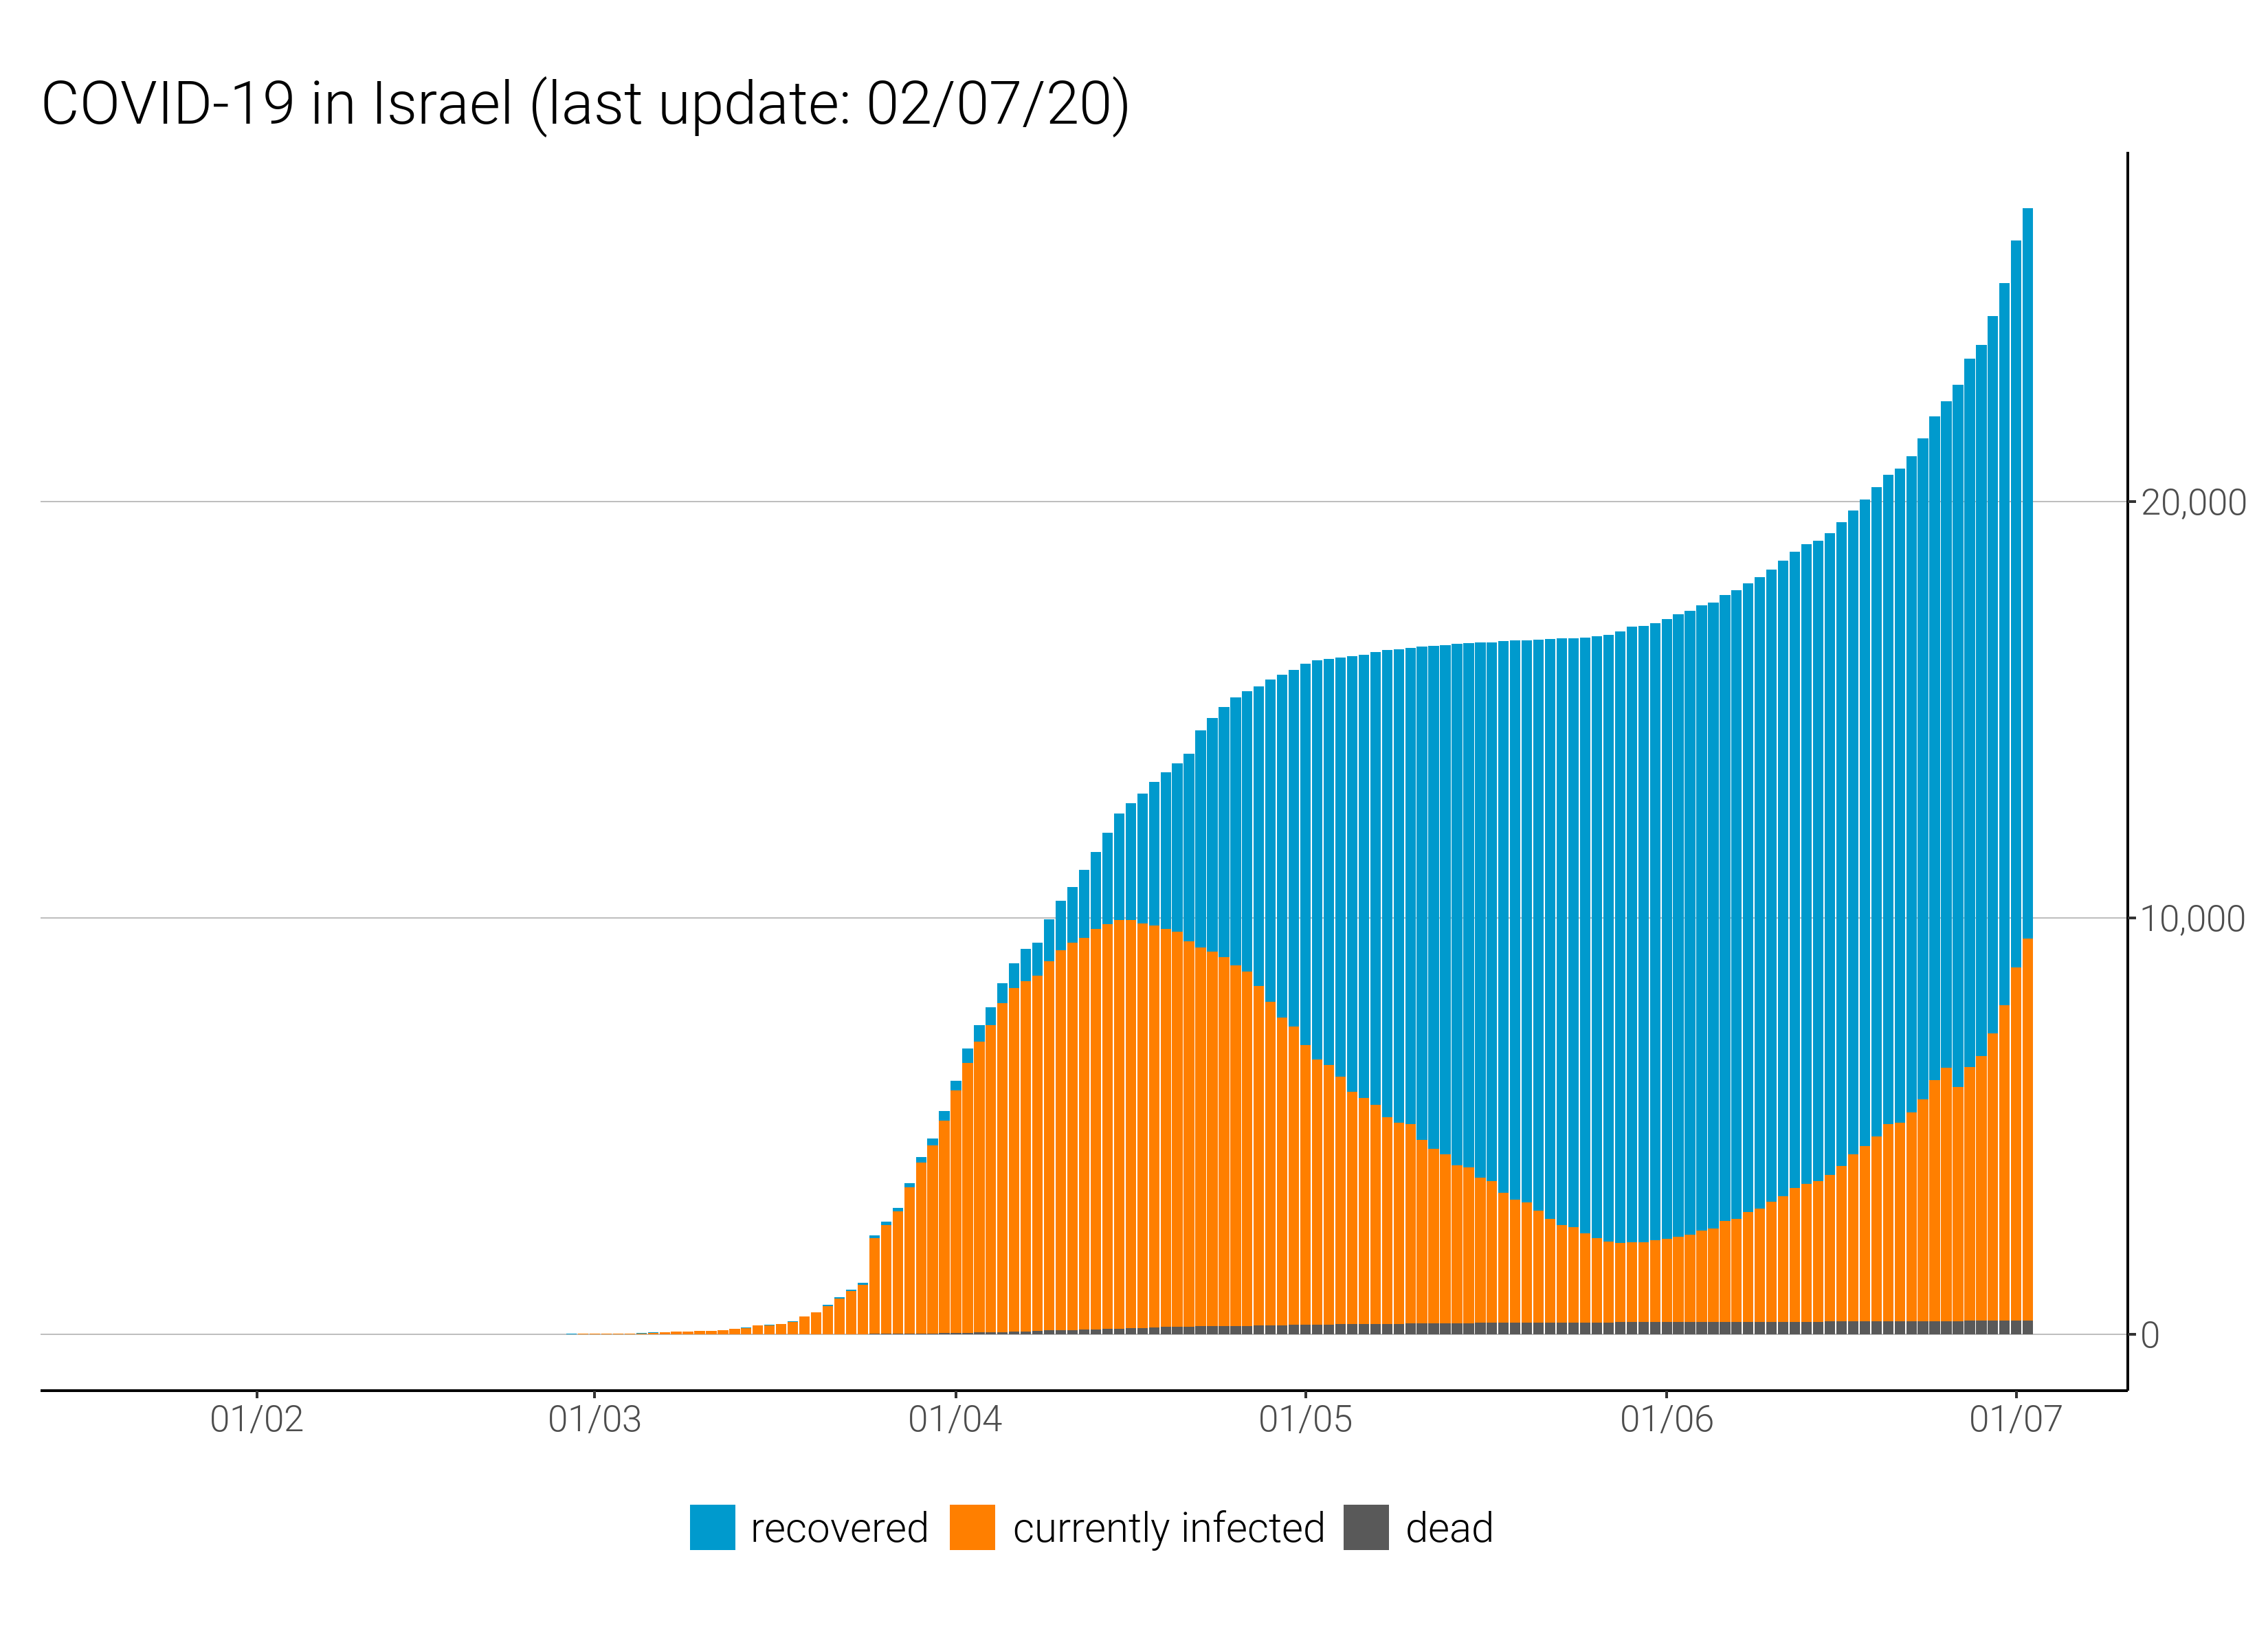 COVID-19 in Israel (last update: 02/07/20)
20,000
10,000
0
01/02 01/03 01/04 01/05 01/06 01/07
recovered currently infected dead